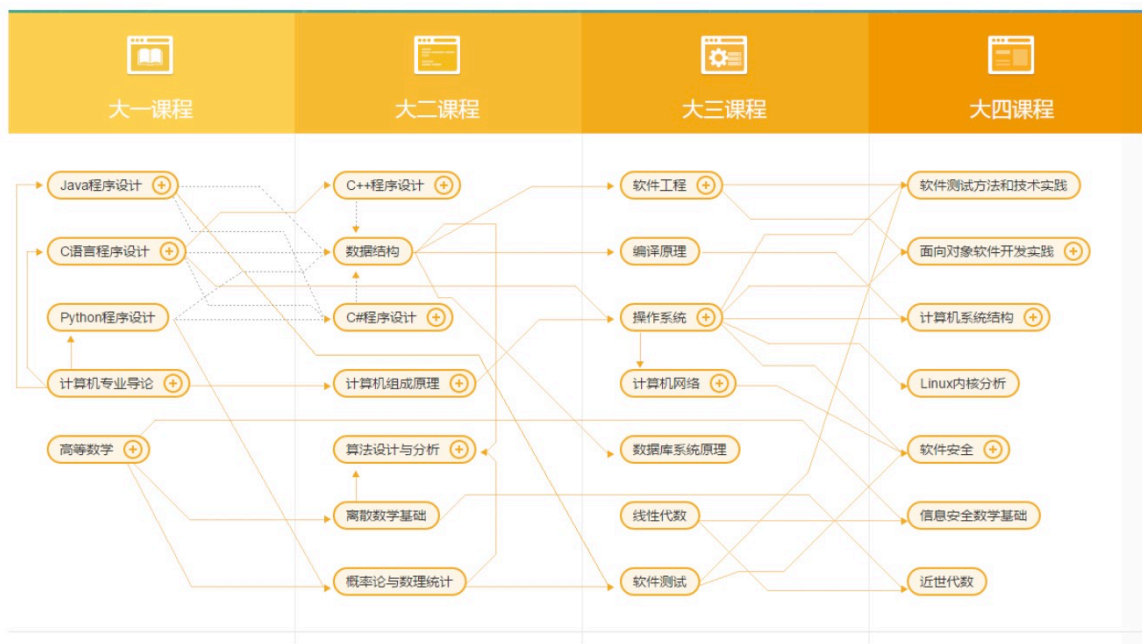 大一课程
大二课程
大三课程
大四课程
Java程序设计
C++程序设计
软件工程
软件测试方法和技术实践
C语言程序设计
数据结构
编译原理
面向对象软件开发实践
Python程序设计
C#程序设计
操作系统
计算机系统结构
计算机专业导论
计算机组成原理
计算机网络
Linux内核分析
高等数学
算法设计与分析
数据库系统原理
软件安全
离散数学基础
线性代数
信息安全数学基础
概率论与数理统计
软件测试
近世代数